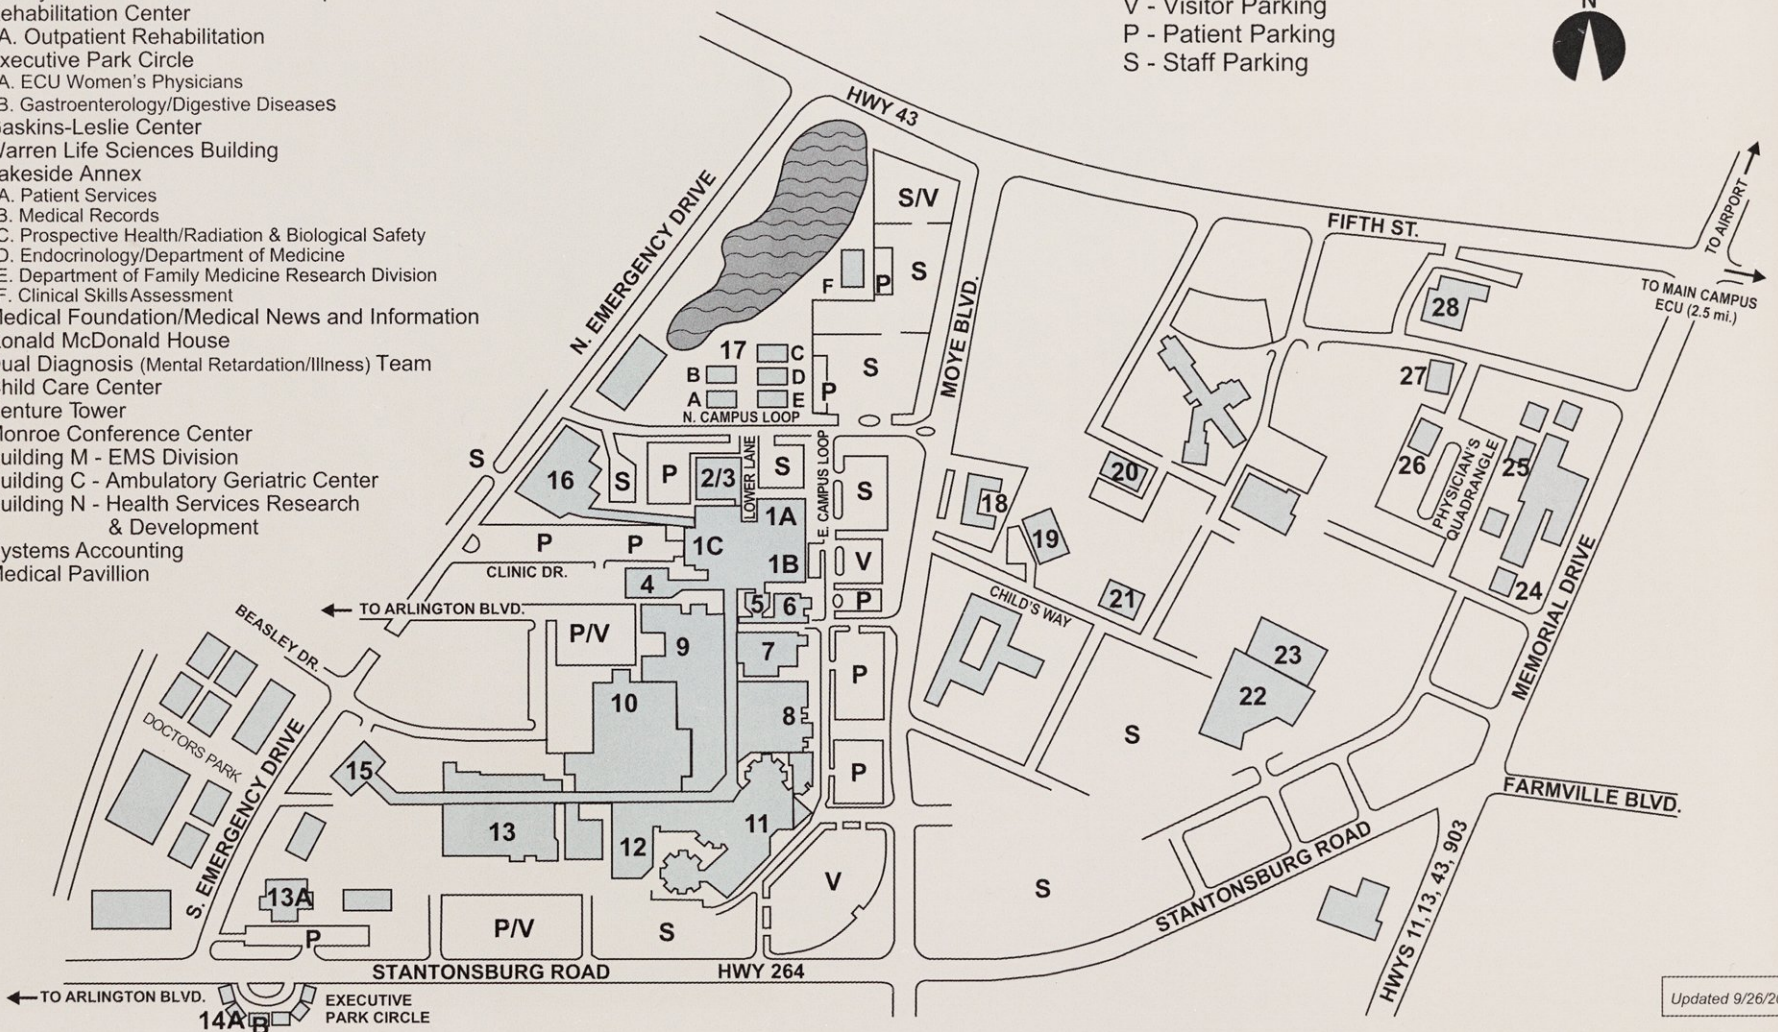 ehabilitation Center
A. Outpatient Rehabilitation
xecutive Park Circle
A. ECU Women's Physicians
B. Gastroenterology/Digestive Diseases
askins-Leslie Center
arren Life Sciences Building
akeside Annex
A. Patient Services
B. Medical Records
C. Prospective Health/Radiation & Biological Safety
D. Endocrinology/Department of Medicine
E. Department of Family Medicine Research Division
F. Clinical Skills Assessment
edical Foundation/Medical News and Information
onald McDonald House
ual Diagnosis (Mental Retardation/Illness) Team
hild Care Center
enture Tower
onroe Conference Center
uilding M - EMS Division
uilding C - Ambulatory Geriatric Center
uilding N - Health Services Research
& Development
ystems Accounting
edical Pavillion
V - Visitor Parking
P - Patient Parking
S - Staff Parking
N
HWY 43
N. EMERGENCY DRIVE
S/V
S
F
P
MOYE BLVD.
FIFTH ST.
TO AIRPORT
TO MAIN CAMPUS
ECU (2.5 mi.)
28
17
C
B
D
A
E
S
P
N. CAMPUS LOOP
27
S
16
S
P
2/3
LOWER LANE
S
E. CAMPUS LOOP
S
18
20
26
PHYSICIAN'S
QUADRANGLE
25
1A
1C
1B
P
P
V
19
CLINIC DR.
4
5
6
P
CHILD'S WAY
21
24
MEMORIAL DRIVE
TO ARLINGTON BLVD.
BEASLEY DR.
P/V
9
7
P
23
22
10
8
S
DOCTORS PARK
S. EMERGENCY DRIVE
15
P
FARMVILLE BLVD.
13
12
11
V
S
STANTONSBURG ROAD
HWYS 11,13, 43, 903
13A
P
P/V
S
STANTONSBURG ROAD
HWY 264
TO ARLINGTON BLVD.
EXECUTIVE
PARK CIRCLE
14A
B
Updated 9/26/20